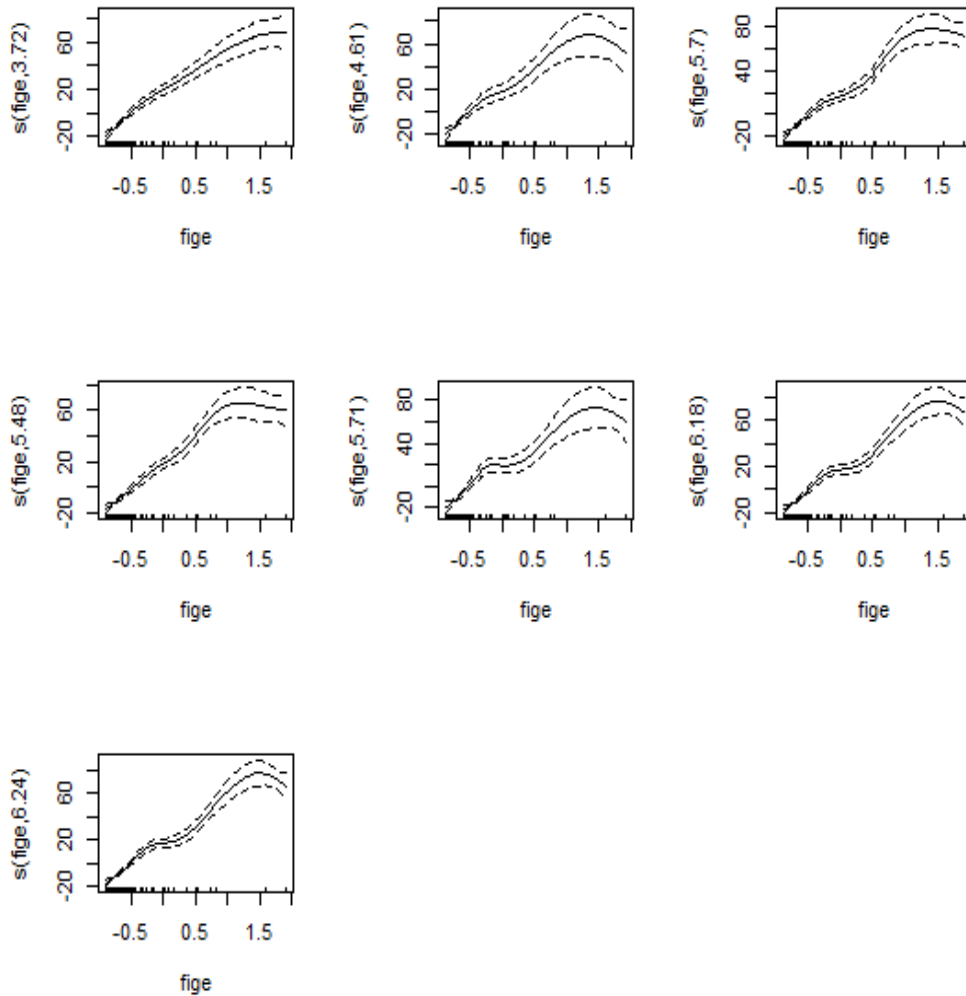 s(fige,3.72)
-20 20 60
-0.5 0.5 1.5
fige
s(fige,4.61)
-20 20 60
-0.5 0.5 1.5
fige
s(fige,5.7)
-20 40 80
-0.5 0.5 1.5
fige
s(fige,5.48)
-20 20 60
-0.5 0.5 1.5
fige
s(fige,5.71)
-20 40 80
-0.5 0.5 1.5
fige
s(fige,6.18)
-20 20 60
-0.5 0.5 1.5
fige
s(fige,6.24)
-20 20 60
-0.5 0.5 1.5
fige